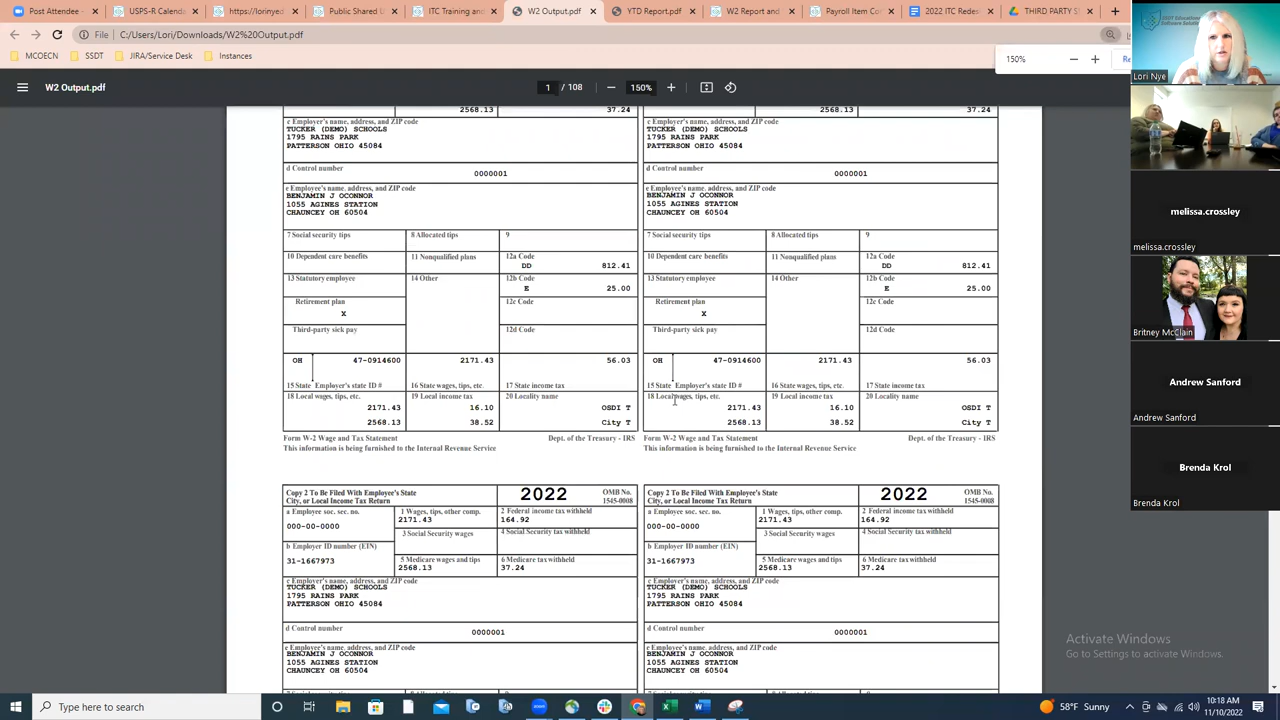 Post Attendees -
ITC Training and
W2 Output.pdf
YTD Report.pdf
W2 Report and
Payroll Item Co
2022 ITC Redes
THIRD PARTY S
File
C:/Users/Lori/Downloads/W2%20Output.pdf
MCOECN
SSDT
JIRA/Service Desk
Instances
150%
Re
W2 Output.pdf
1 / 108
150%
2568.13
37.24
2568.13
37.24
c Employer's name, address, and ZIP code
TUCKER (DEMO) SCHOOLS
1795 RAINS PARK
PATTERSON OHIO 45084
c Employer's name, address, and ZIP code
TUCKER (DEMO) SCHOOLS
1795 RAINS PARK
PATTERSON OHIO 45084
d Control number
0000001
d Control number
0000001
e Employee's name, address, and ZIP code
BENJAMIN J OCONNOR
1055 AGINES STATION
CHAUNCEY OH 60504
e Employee's name, address, and ZIP code
BENJAMIN J OCONNOR
1055 AGINES STATION
CHAUNCEY OH 60504
7 Social security tips
8 Allocated tips
9
7 Social security tips
8 Allocated tips
9
10 Dependent care benefits
11 Nonqualified plans
12a Code
DD
812.41
10 Dependent care benefits
11 Nonqualified plans
12a Code
DD
812.41
13 Statutory employee
14 Other
12b Code
E
25.00
13 Statutory employee
14 Other
12b Code
E
25.00
Retirement plan
X
12c Code
Retirement plan
X
12c Code
Third-party sick pay
12d Code
Third-party sick pay
12d Code
OH
47-0914600
2171.43
56.03
OH
47-0914600
2171.43
56.03
15 State Employer's state ID #
16 State wages, tips, etc.
17 State income tax
15 State Employer's state ID #
16 State wages, tips, etc.
17 State income tax
18 Local wages, tips, etc.
19 Local income tax
20 Locality name
18 Local wages, tips, etc.
19 Local income tax
20 Locality name
2171.43
16.10
OSDI T
2171.43
16.10
OSDI T
2568.13
38.52
City T
2568.13
38.52
City T
Form W-2 Wage and Tax Statement
Dept. of the Treasury - IRS
Form W-2 Wage and Tax Statement
Dept. of the Treasury - IRS
This information is being furnished to the Internal Revenue Service
This information is being furnished to the Internal Revenue Service
Copy 2 To Be Filed With Employee's State
City, or Local Income Tax Return
2022
OMB No.
1545-0008
Copy 2 To Be Filed With Employee's State
City, or Local Income Tax Return
2022
OMB No.
1545-0008
a Employee soc. sec. no.
000-00-0000
1 Wages, tips, other comp.
2171.43
2 Federal income tax withheld
164.92
a Employee soc. sec. no.
000-00-0000
1 Wages, tips, other comp.
2171.43
2 Federal income tax withheld
164.92
3 Social Security wages
4 Social Security tax withheld
3 Social Security wages
4 Social Security tax withheld
b Employer ID number (EIN)
31-1667973
5 Medicare wages and tips
2568.13
6 Medicare tax withheld
37.24
b Employer ID number (EIN)
31-1667973
5 Medicare wages and tips
2568.13
6 Medicare tax withheld
37.24
c Employer's name, address, and ZIP code
TUCKER (DEMO) SCHOOLS
1795 RAINS PARK
PATTERSON OHIO 45084
c Employer's name, address, and ZIP code
TUCKER (DEMO) SCHOOLS
1795 RAINS PARK
PATTERSON OHIO 45084
d Control number
0000001
d Control number
0000001
e Employee's name, address, and ZIP code
BENJAMIN J OCONNOR
1055 AGINES STATION
CHAUNCEY OH 60504
e Employee's name, address, and ZIP code
BENJAMIN J OCONNOR
1055 AGINES STATION
CHAUNCEY OH 60504
SSDT Educational
Software Solutions
Lori Nye
melissa.crossley
melissa.crossley
Britney McClain
Andrew Sanford
Andrew Sanford
Brenda Krol
Brenda Krol
Activate Windows
Go to Settings to activate Windows.
Type here to search
58°F Sunny
10:18 AM
11/10/2022